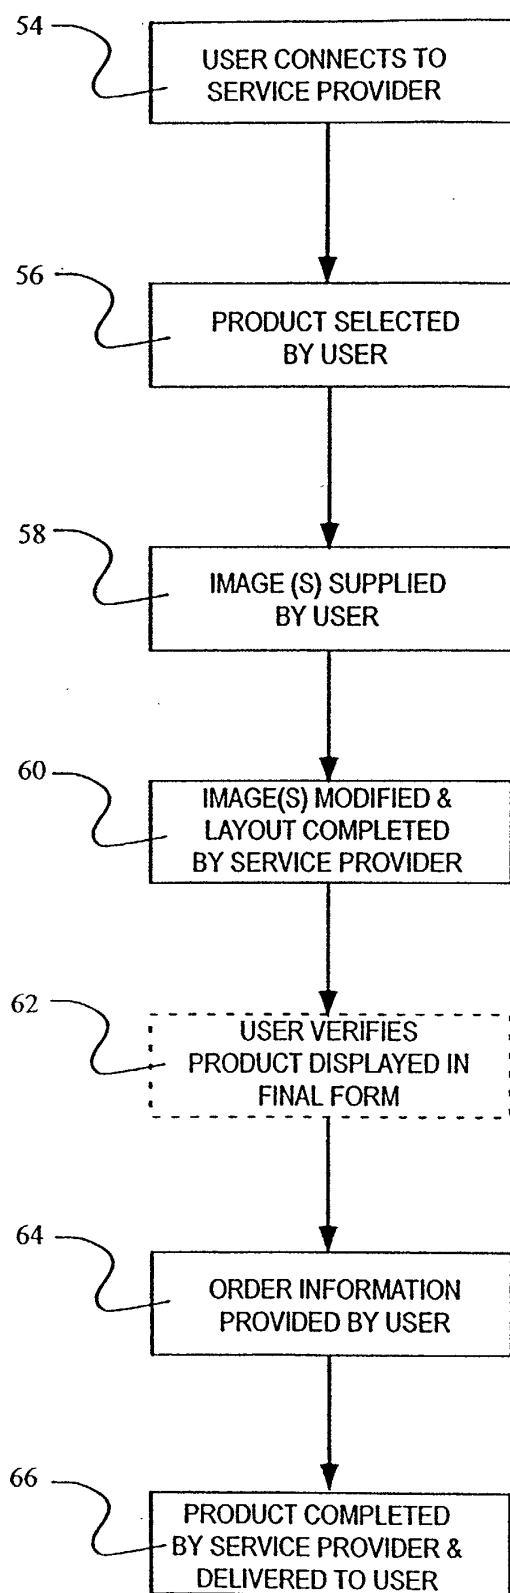 54
USER CONNECTS TO
SERVICE PROVIDER
56
PRODUCT SELECTED
BY USER
58
IMAGE (S) SUPPLIED
BY USER
60
IMAGE(S) MODIFIED &
LAYOUT COMPLETED
BY SERVICE PROVIDER
62
USER VERIFIES
PRODUCT DISPLAYED IN
FINAL FORM
64
ORDER INFORMATION
PROVIDED BY USER
66
PRODUCT COMPLETED
BY SERVICE PROVIDER &
DELIVERED TO USER